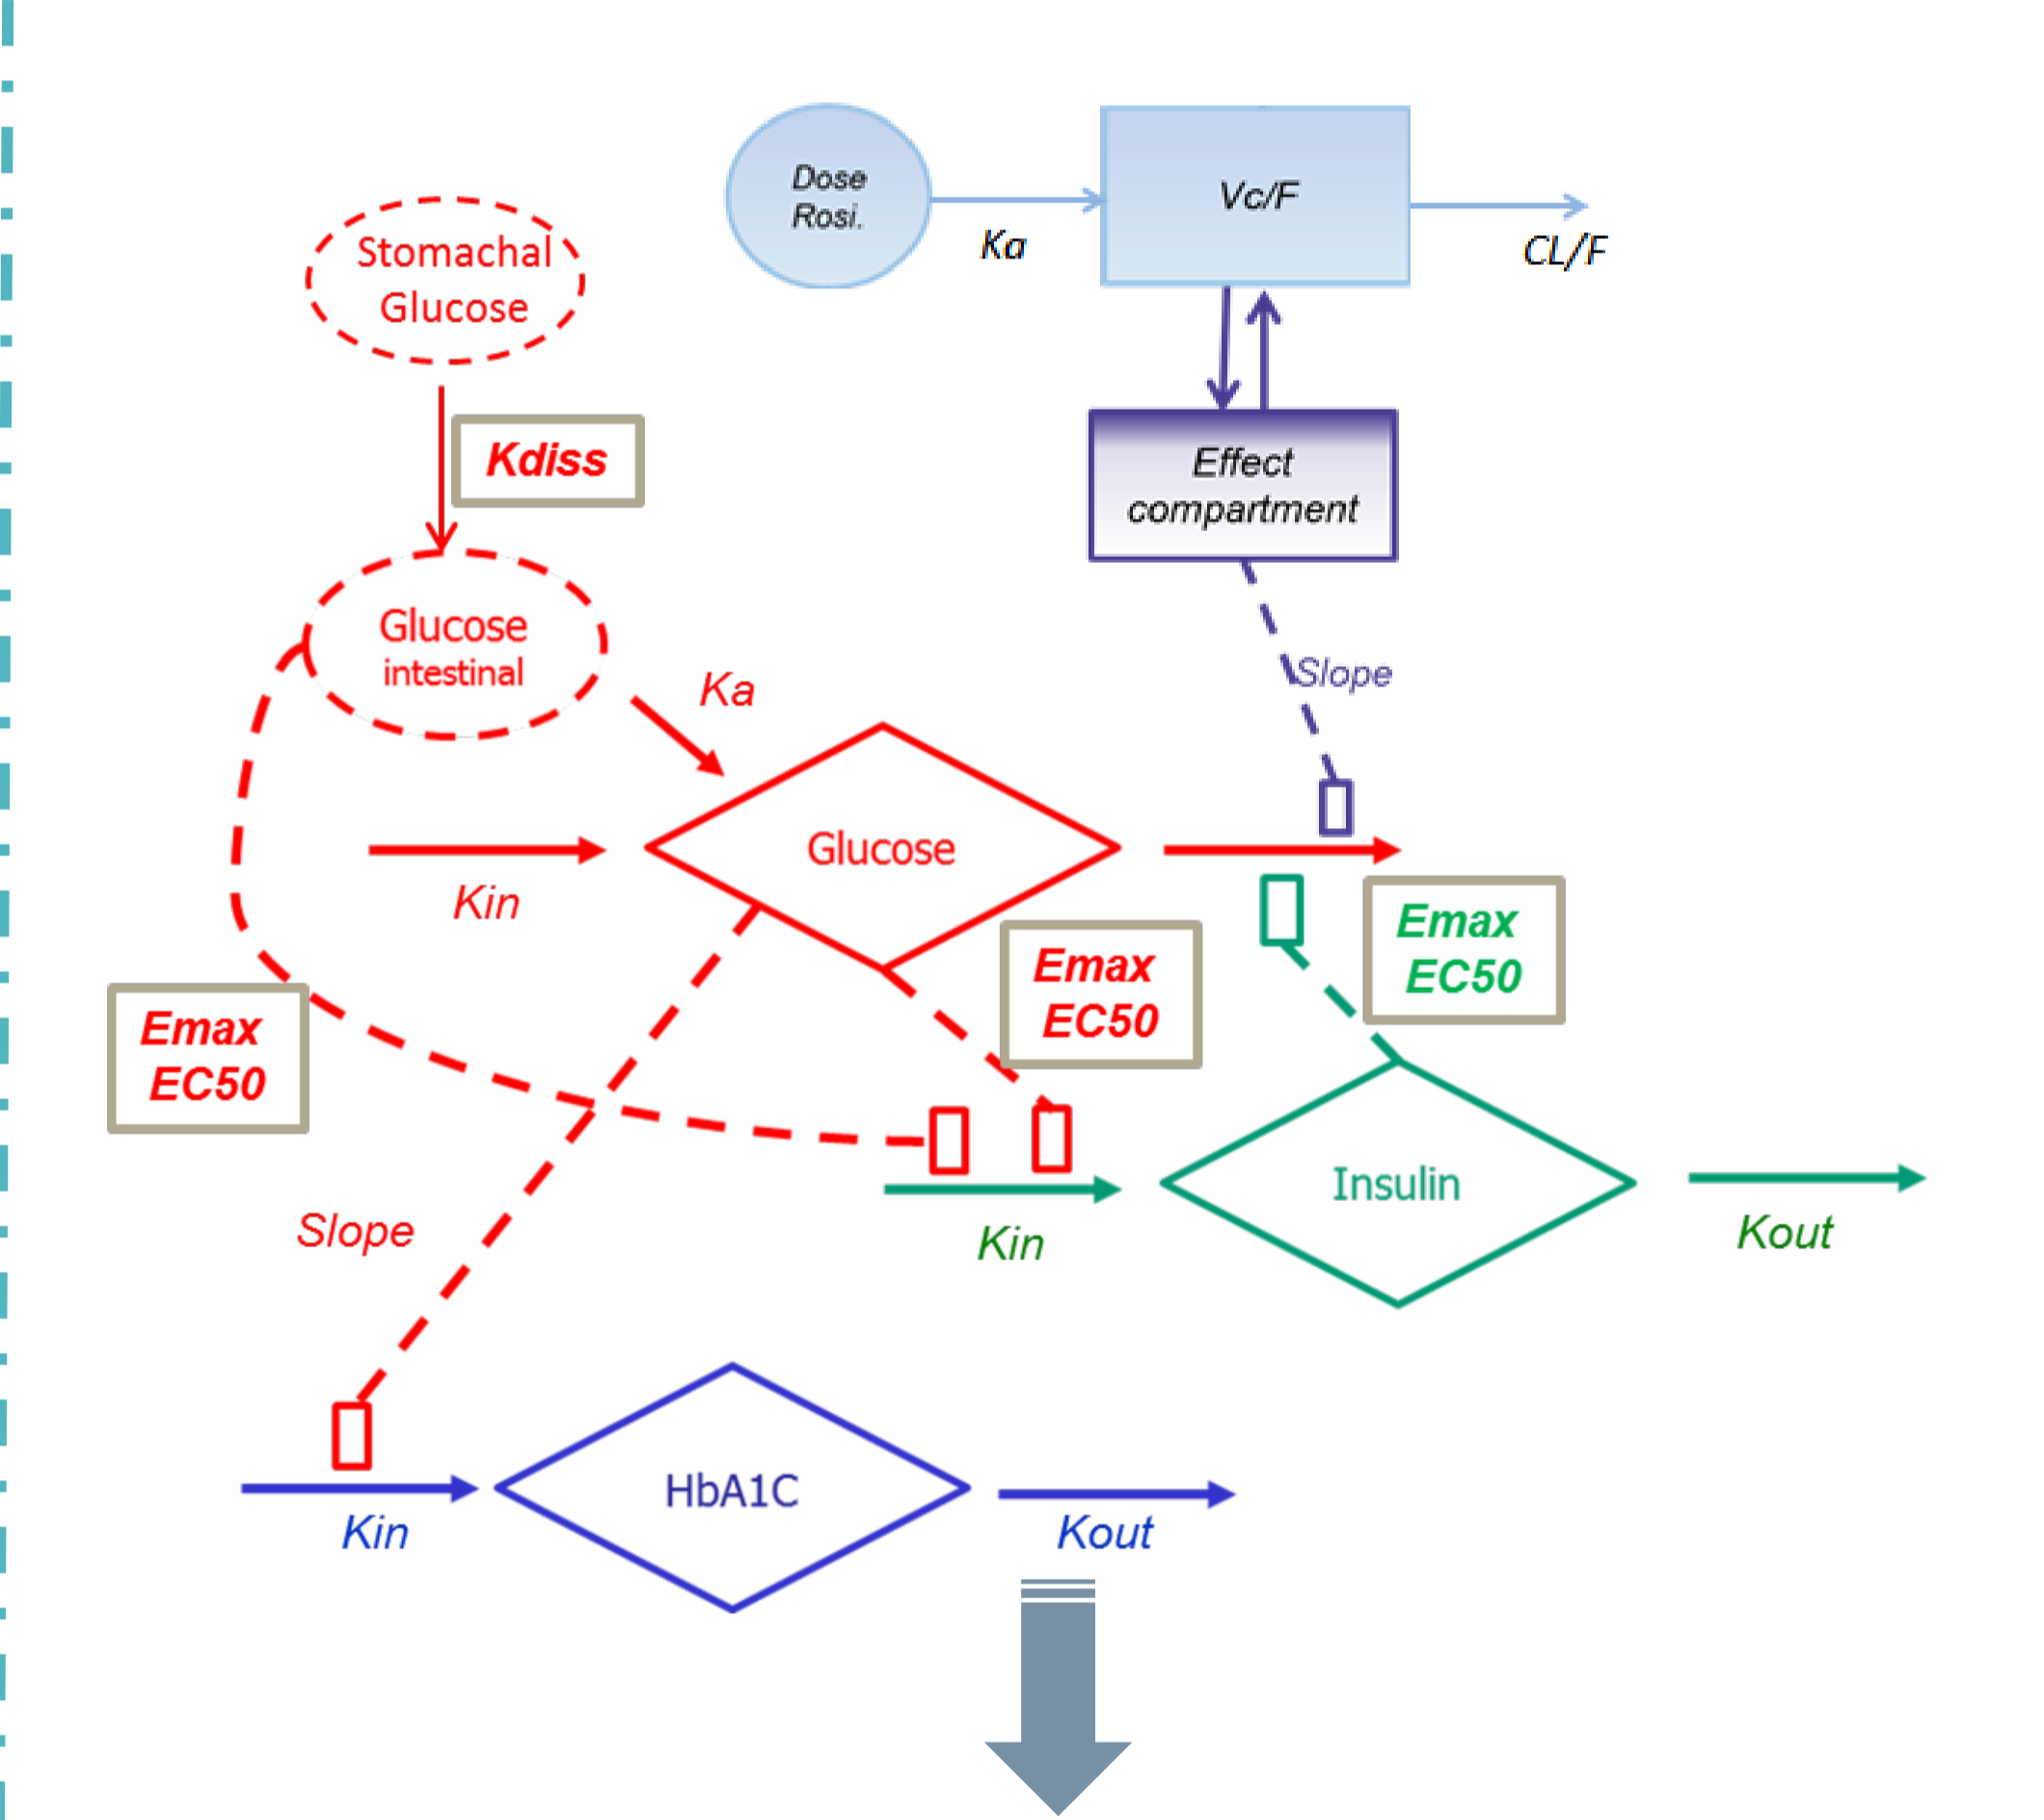 Dose
Rosi.
Ka
Vc/F
CL/F
Stomachal
Glucose
Kdiss
Effect
compartment
Glucose
intestinal
Ka
Slope
Glucose
Kin
Emax
EC50
Emax
EC50
Emax
EC50
Insulin
Kin
Kout
Slope
HbA1C
Kin
Kout